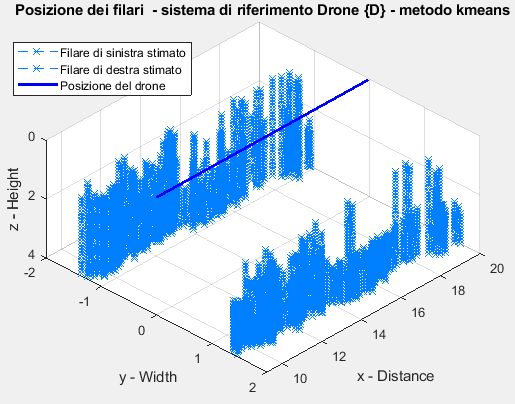 Posizione dei filari  - sistema di riferimento Drone {D} - metodo kmeans
Filare di sinistra stimato
Filare di destra stimato
Posizione del drone
0
2
4
z - Height
-2
-1
0
1
2
y - Width
10
12
14
16
18
20
x - Distance